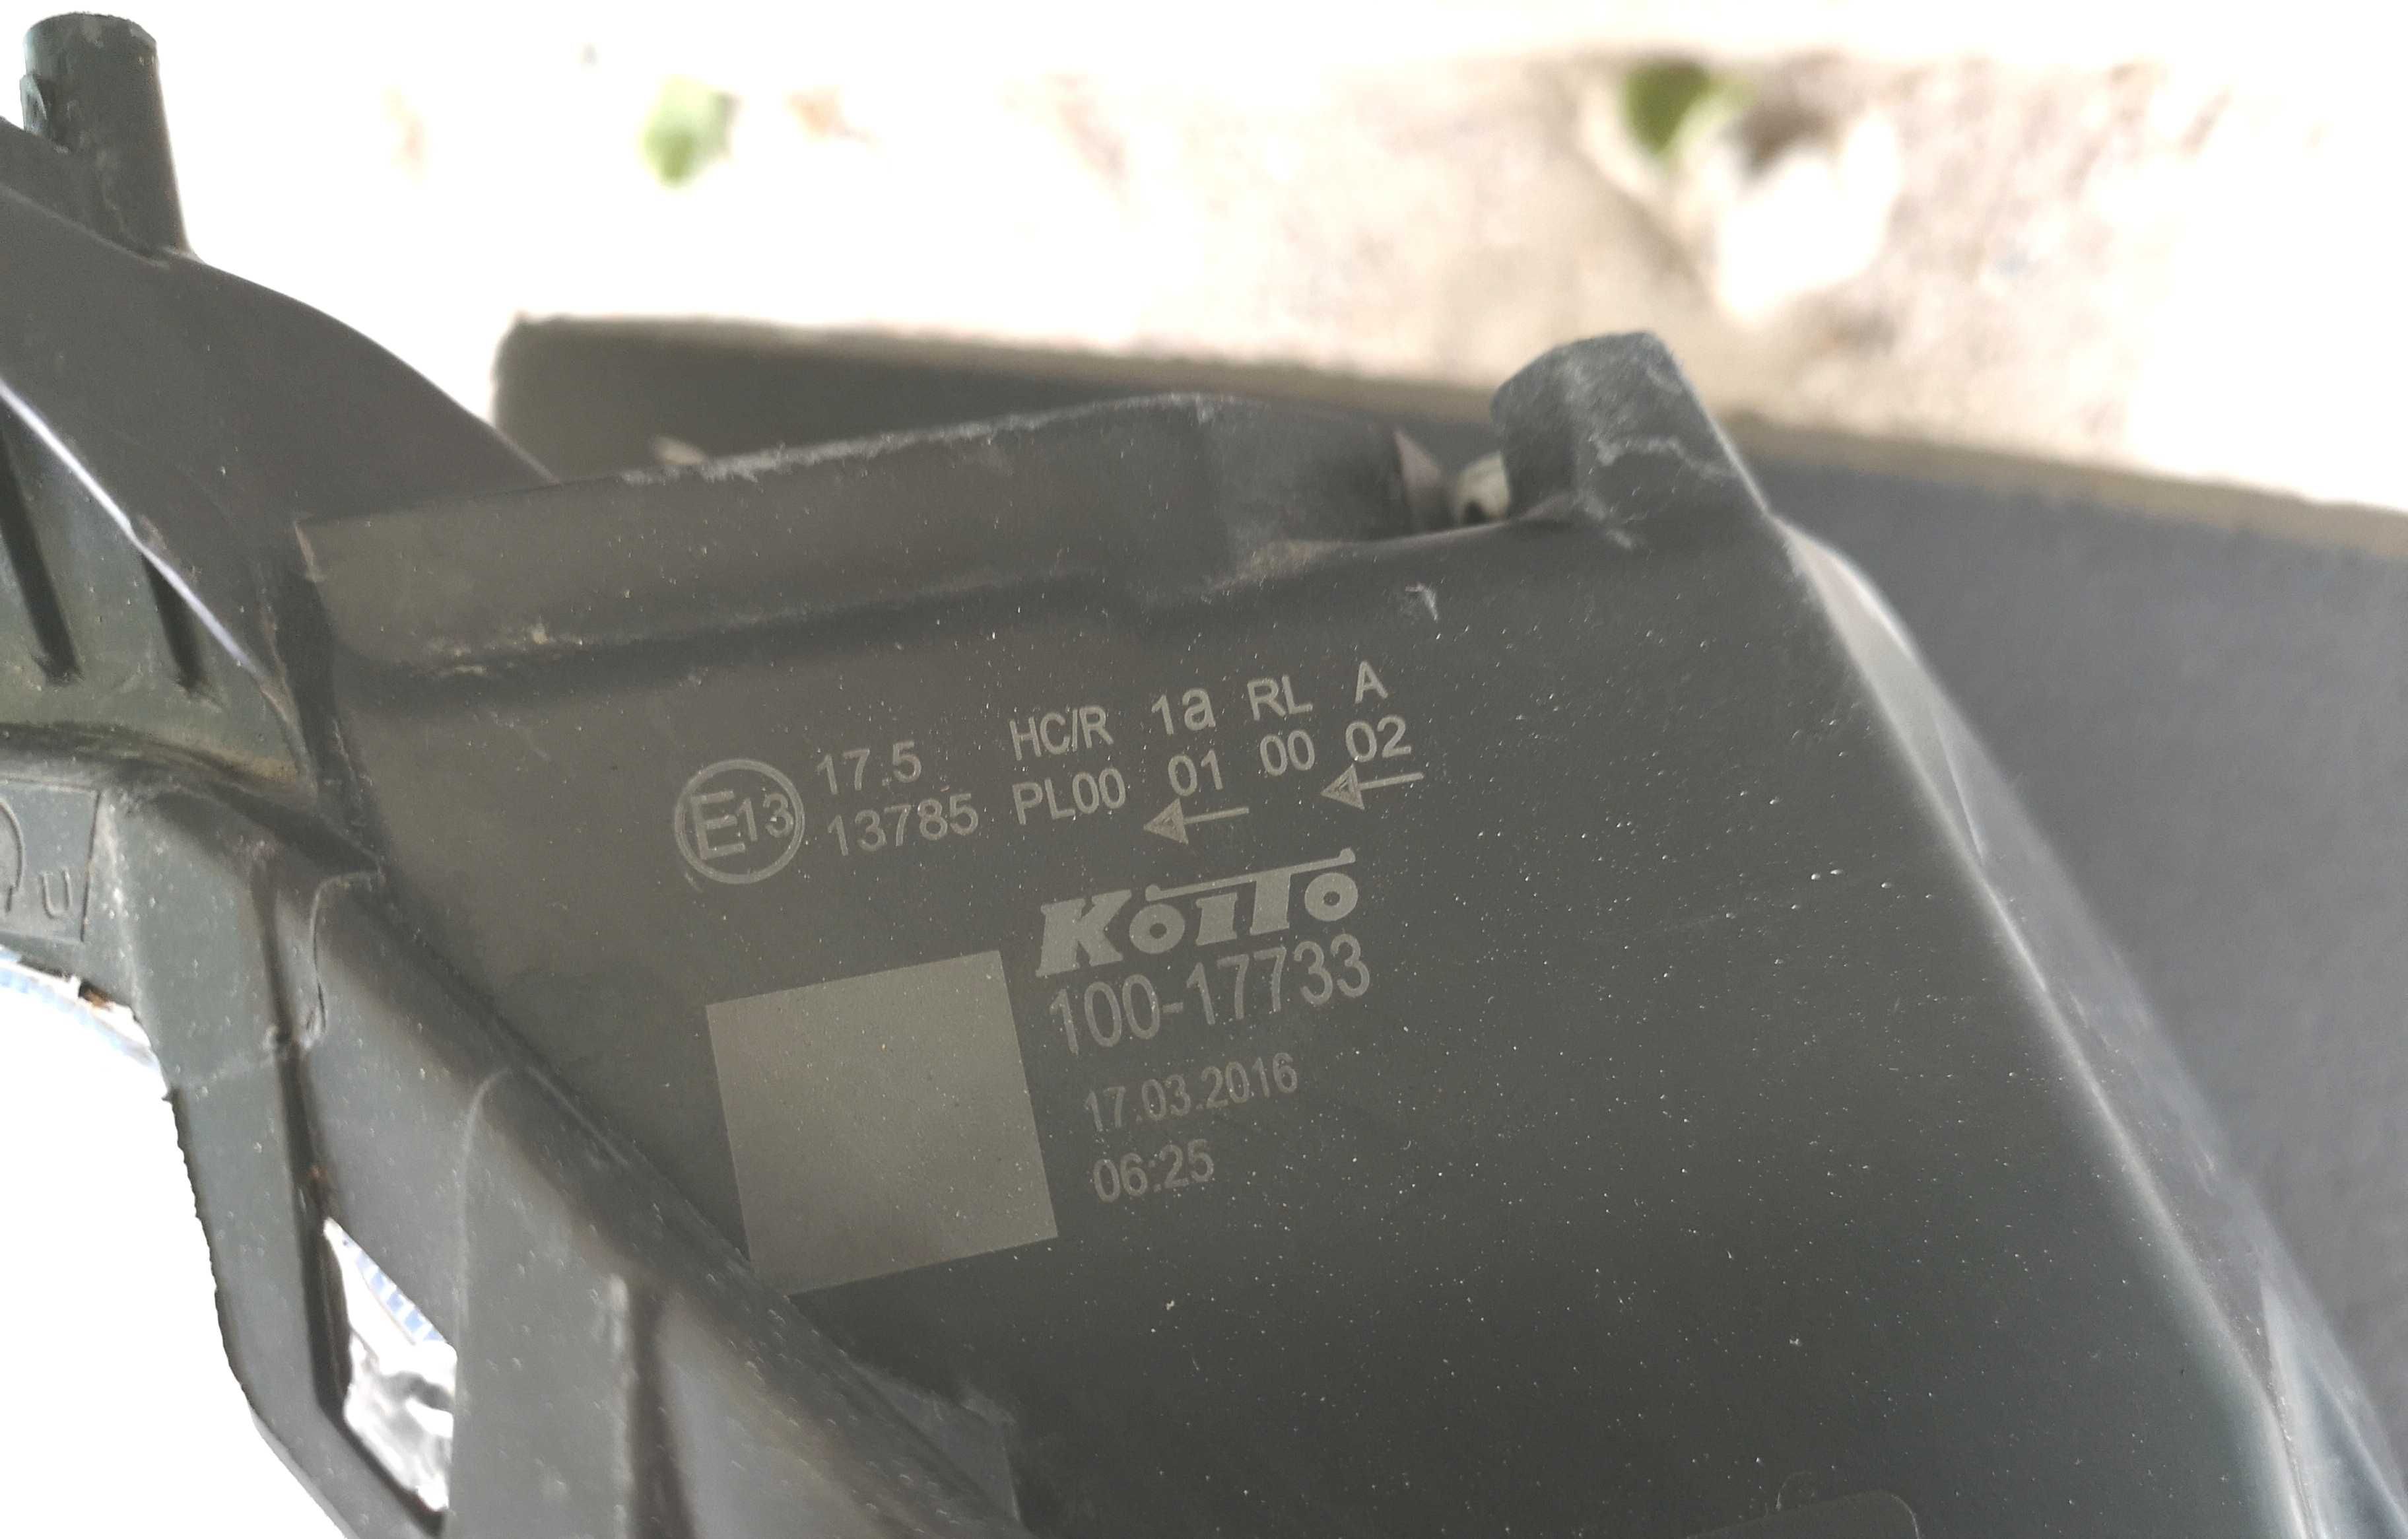 E13
17.5 HC/R 1a RL A
13785 PL00 01 00 02
KOITO
100-17733
17.03.2016
06:25